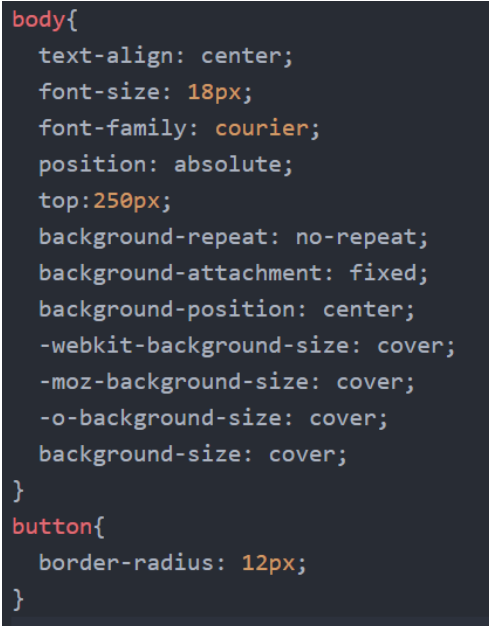 body{
  text-align: center;
  font-size: 18px;
  font-family: courier;
  position: absolute;
  top:250px;
  background-repeat: no-repeat;
  background-attachment: fixed;
  background-position: center;
  -webkit-background-size: cover;
  -moz-background-size: cover;
  -o-background-size: cover;
  background-size: cover;
}
button{
  border-radius: 12px;
}